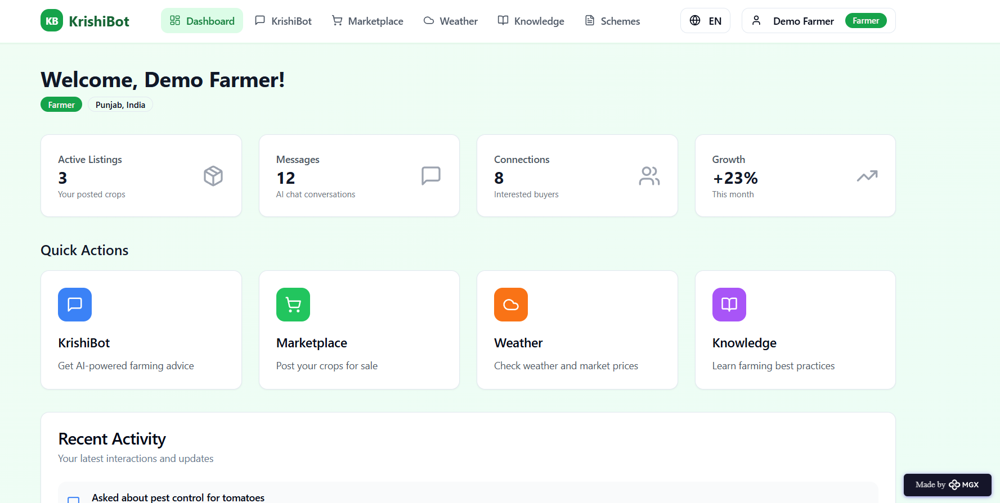 KB KrishiBot Dashboard KrishiBot Marketplace Weather Knowledge Schemes EN Demo Farmer Farmer
Welcome, Demo Farmer!
Farmer Punjab, India
Active Listings
3
Your posted crops
Messages
12
AI chat conversations
Connections
8
Interested buyers
Growth
+23%
This month
Quick Actions
KrishiBot
Get AI-powered farming advice
Marketplace
Post your crops for sale
Weather
Check weather and market prices
Knowledge
Learn farming best practices
Recent Activity
Your latest interactions and updates
Asked about pest control for tomatoes
Made by MGX